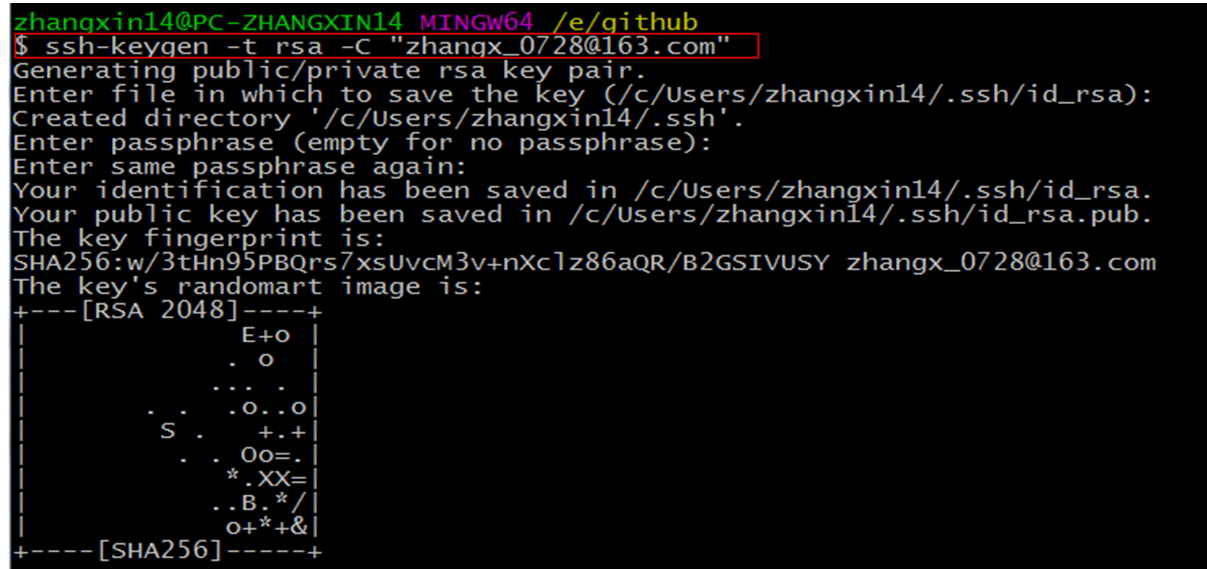 zhangxin14@PC-ZHANGXIN14 MINGW64 /e/github
$ ssh-keygen -t rsa -C "zhangx_0728@163.com"
Generating public/private rsa key pair.
Enter file in which to save the key (/c/Users/zhangxin14/.ssh/id_rsa):
Created directory '/c/Users/zhangxin14/.ssh'.
Enter passphrase (empty for no passphrase):
Enter same passphrase again:
Your identification has been saved in /c/Users/zhangxin14/.ssh/id_rsa.
Your public key has been saved in /c/Users/zhangxin14/.ssh/id_rsa.pub.
The key fingerprint is:
SHA256:w/3tHn95PBQrs7xsUvcM3v+nXclz86aQR/B2GSIVUSY zhangx_0728@163.com
The key's randomart image is:
+---[RSA 2048]----+
|             E+o |
|            . o  |
|           ... . |
|       . .  .o..o|
|        S .   +.+|
|         . . Oo=.|
|            *.XX=|
|           ..B.*/|
|            o+*+&|
+----[SHA256]-----+